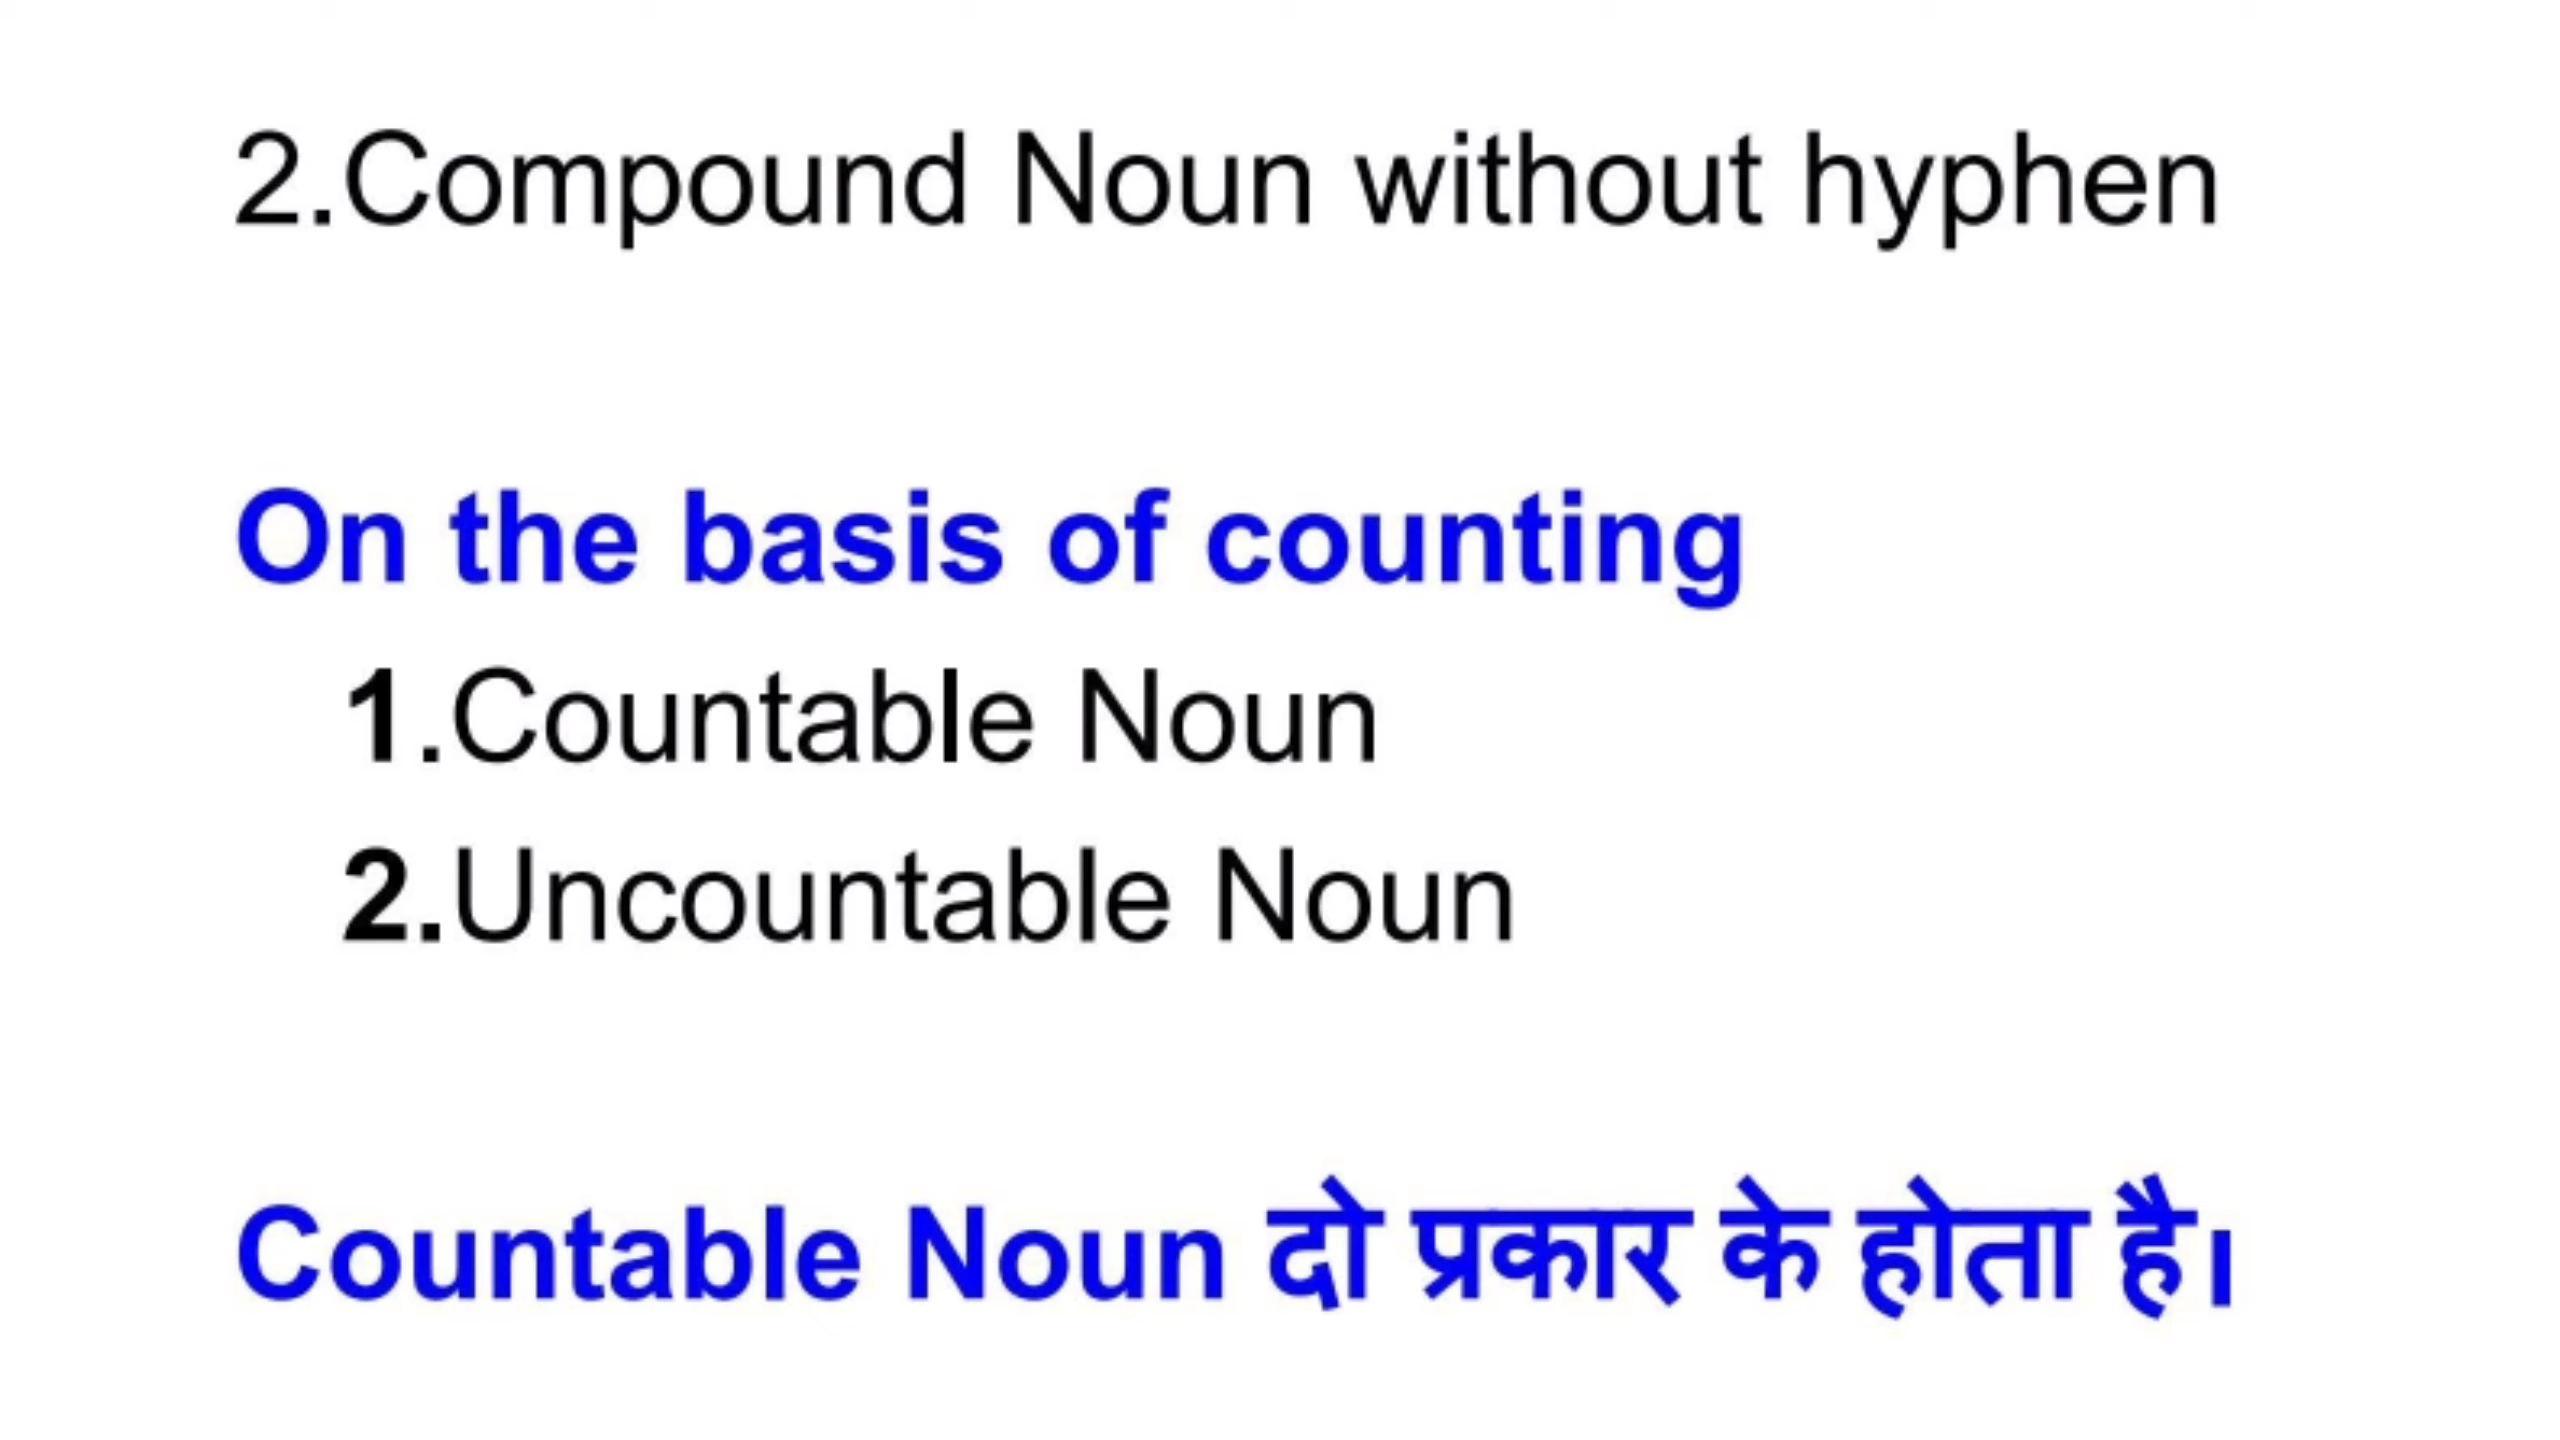 2.Compound Noun without hyphen
On the basis of counting
1.Countable Noun
2.Uncountable Noun
Countable Noun दो प्रकार के होता है।